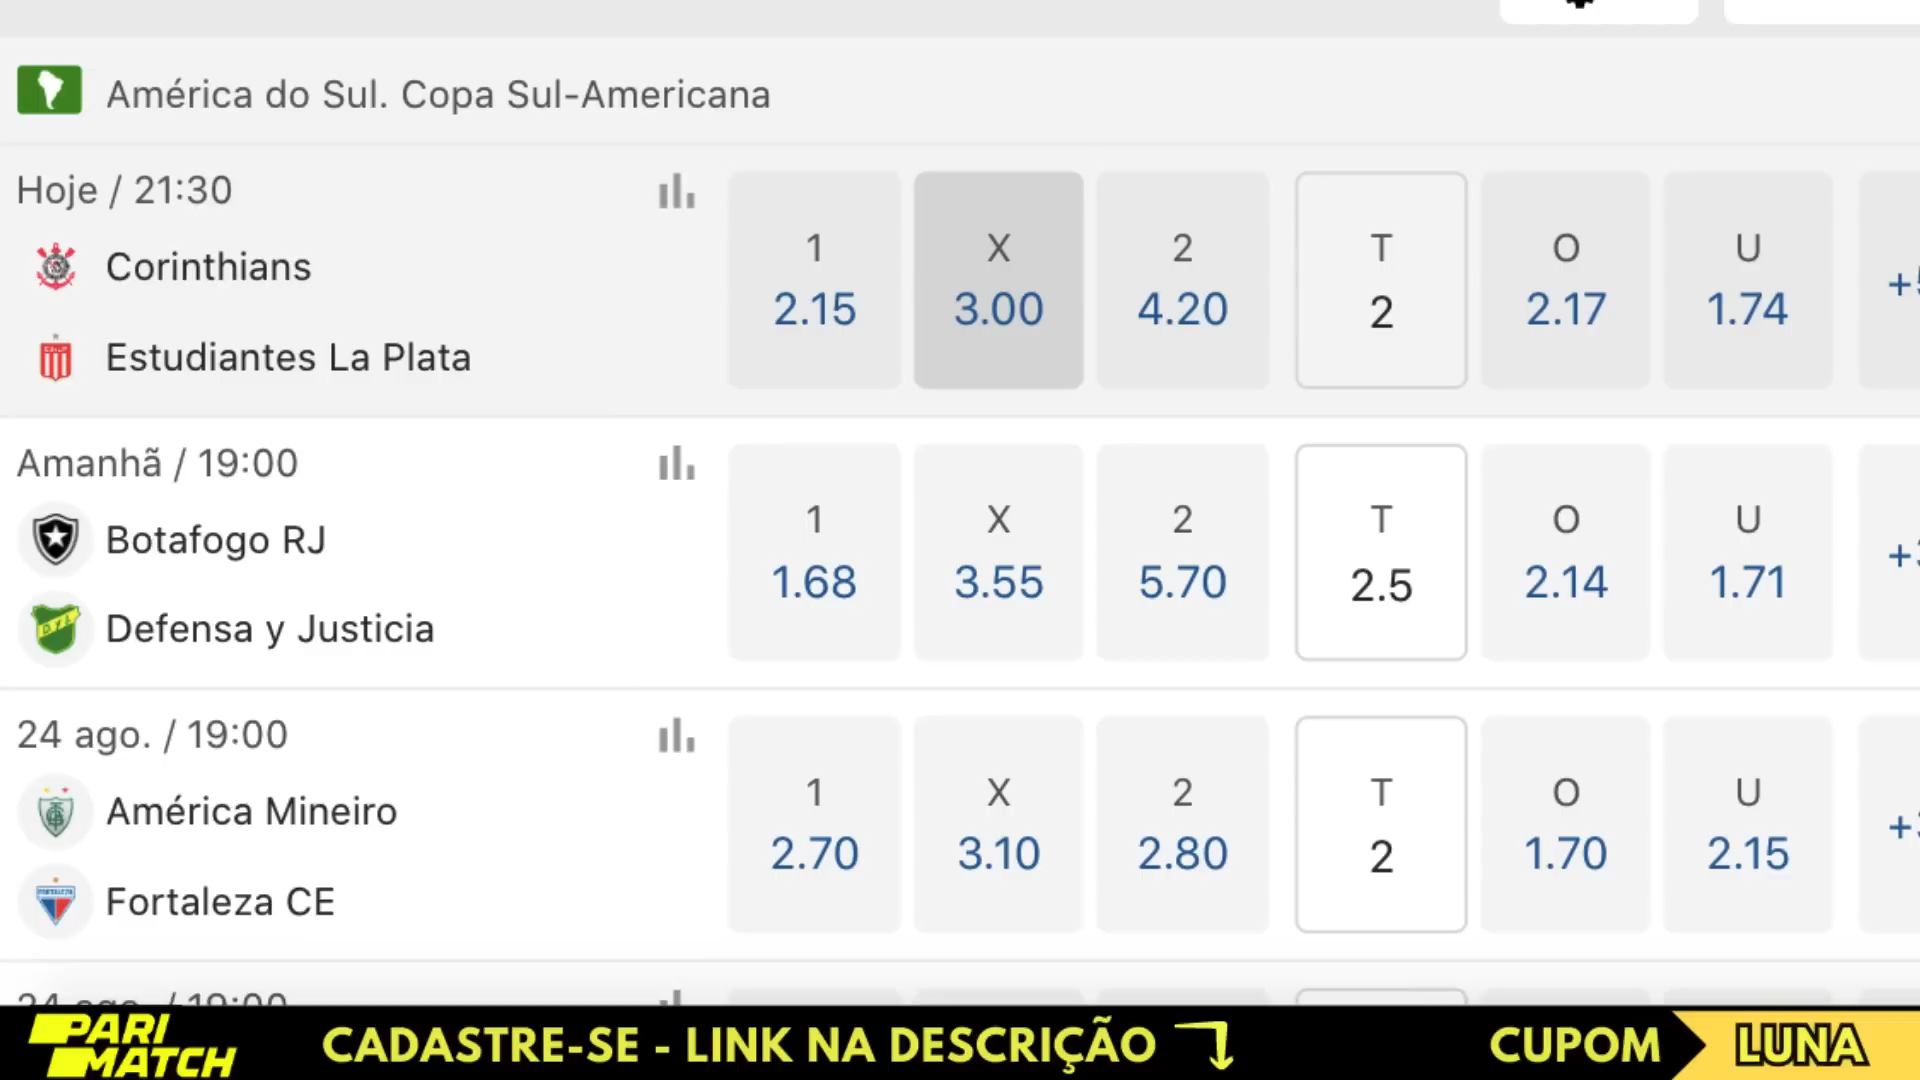 América do Sul. Copa Sul-Americana
Hoje / 21:30
Corinthians
Estudiantes La Plata
1 X 2 T O U
2.15 3.00 4.20 2 2.17 1.74
Amanhã / 19:00
Botafogo RJ
Defensa y Justicia
1 X 2 T O U
1.68 3.55 5.70 2.5 2.14 1.71
24 ago. / 19:00
América Mineiro
Fortaleza CE
1 X 2 T O U
2.70 3.10 2.80 2 1.70 2.15
24 ago. / 19:00
PARI MATCH
CADASTRE-SE - LINK NA DESCRIÇÃO
CUPOM LUNA